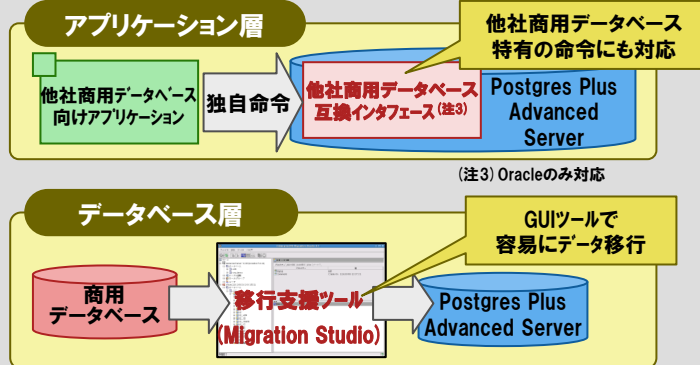 アプリケーション層
他社商用データベース
特有の命令にも対応
他社商用データベース
向けアプリケーション
独自命令
他社商用データベース
互換インタフェース(注3)
Postgres Plus
Advanced
Server
(注3) Oracleのみ対応
データベース層
GUIツールで
容易にデータ移行
商用
データベース
移行支援ツール
(Migration Studio)
Postgres Plus
Advanced Server